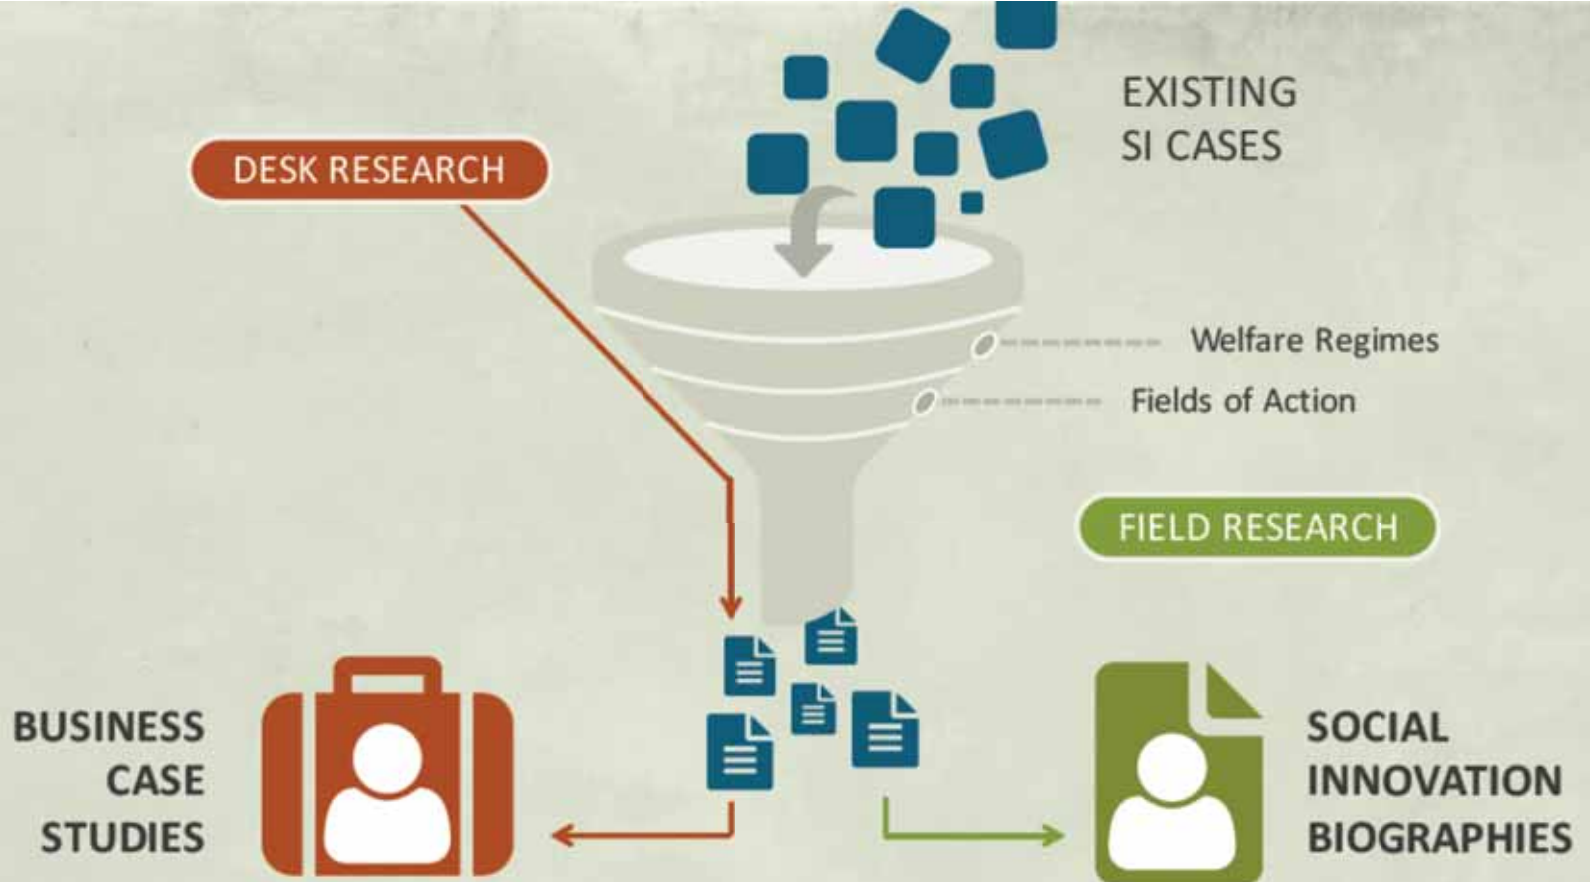 EXISTING
SI CASES
DESK RESEARCH
Welfare Regimes
Fields of Action
FIELD RESEARCH
BUSINESS
CASE
STUDIES
SOCIAL
INNOVATION
BIOGRAPHIES